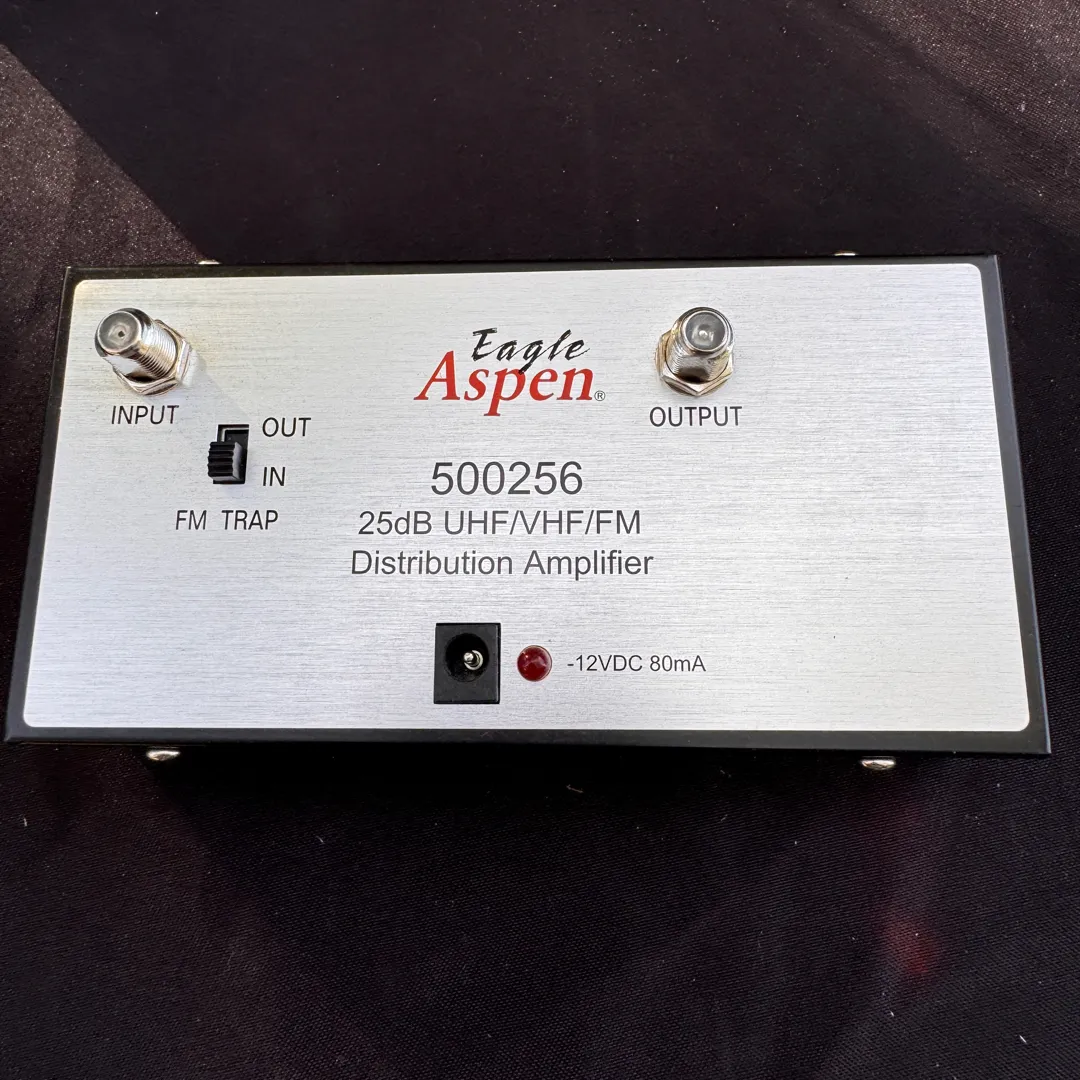 Eagle
Aspen®
INPUT
OUTPUT
OUT
IN
FM TRAP
500256
25dB UHF/VHF/FM
Distribution Amplifier
-12VDC 80mA